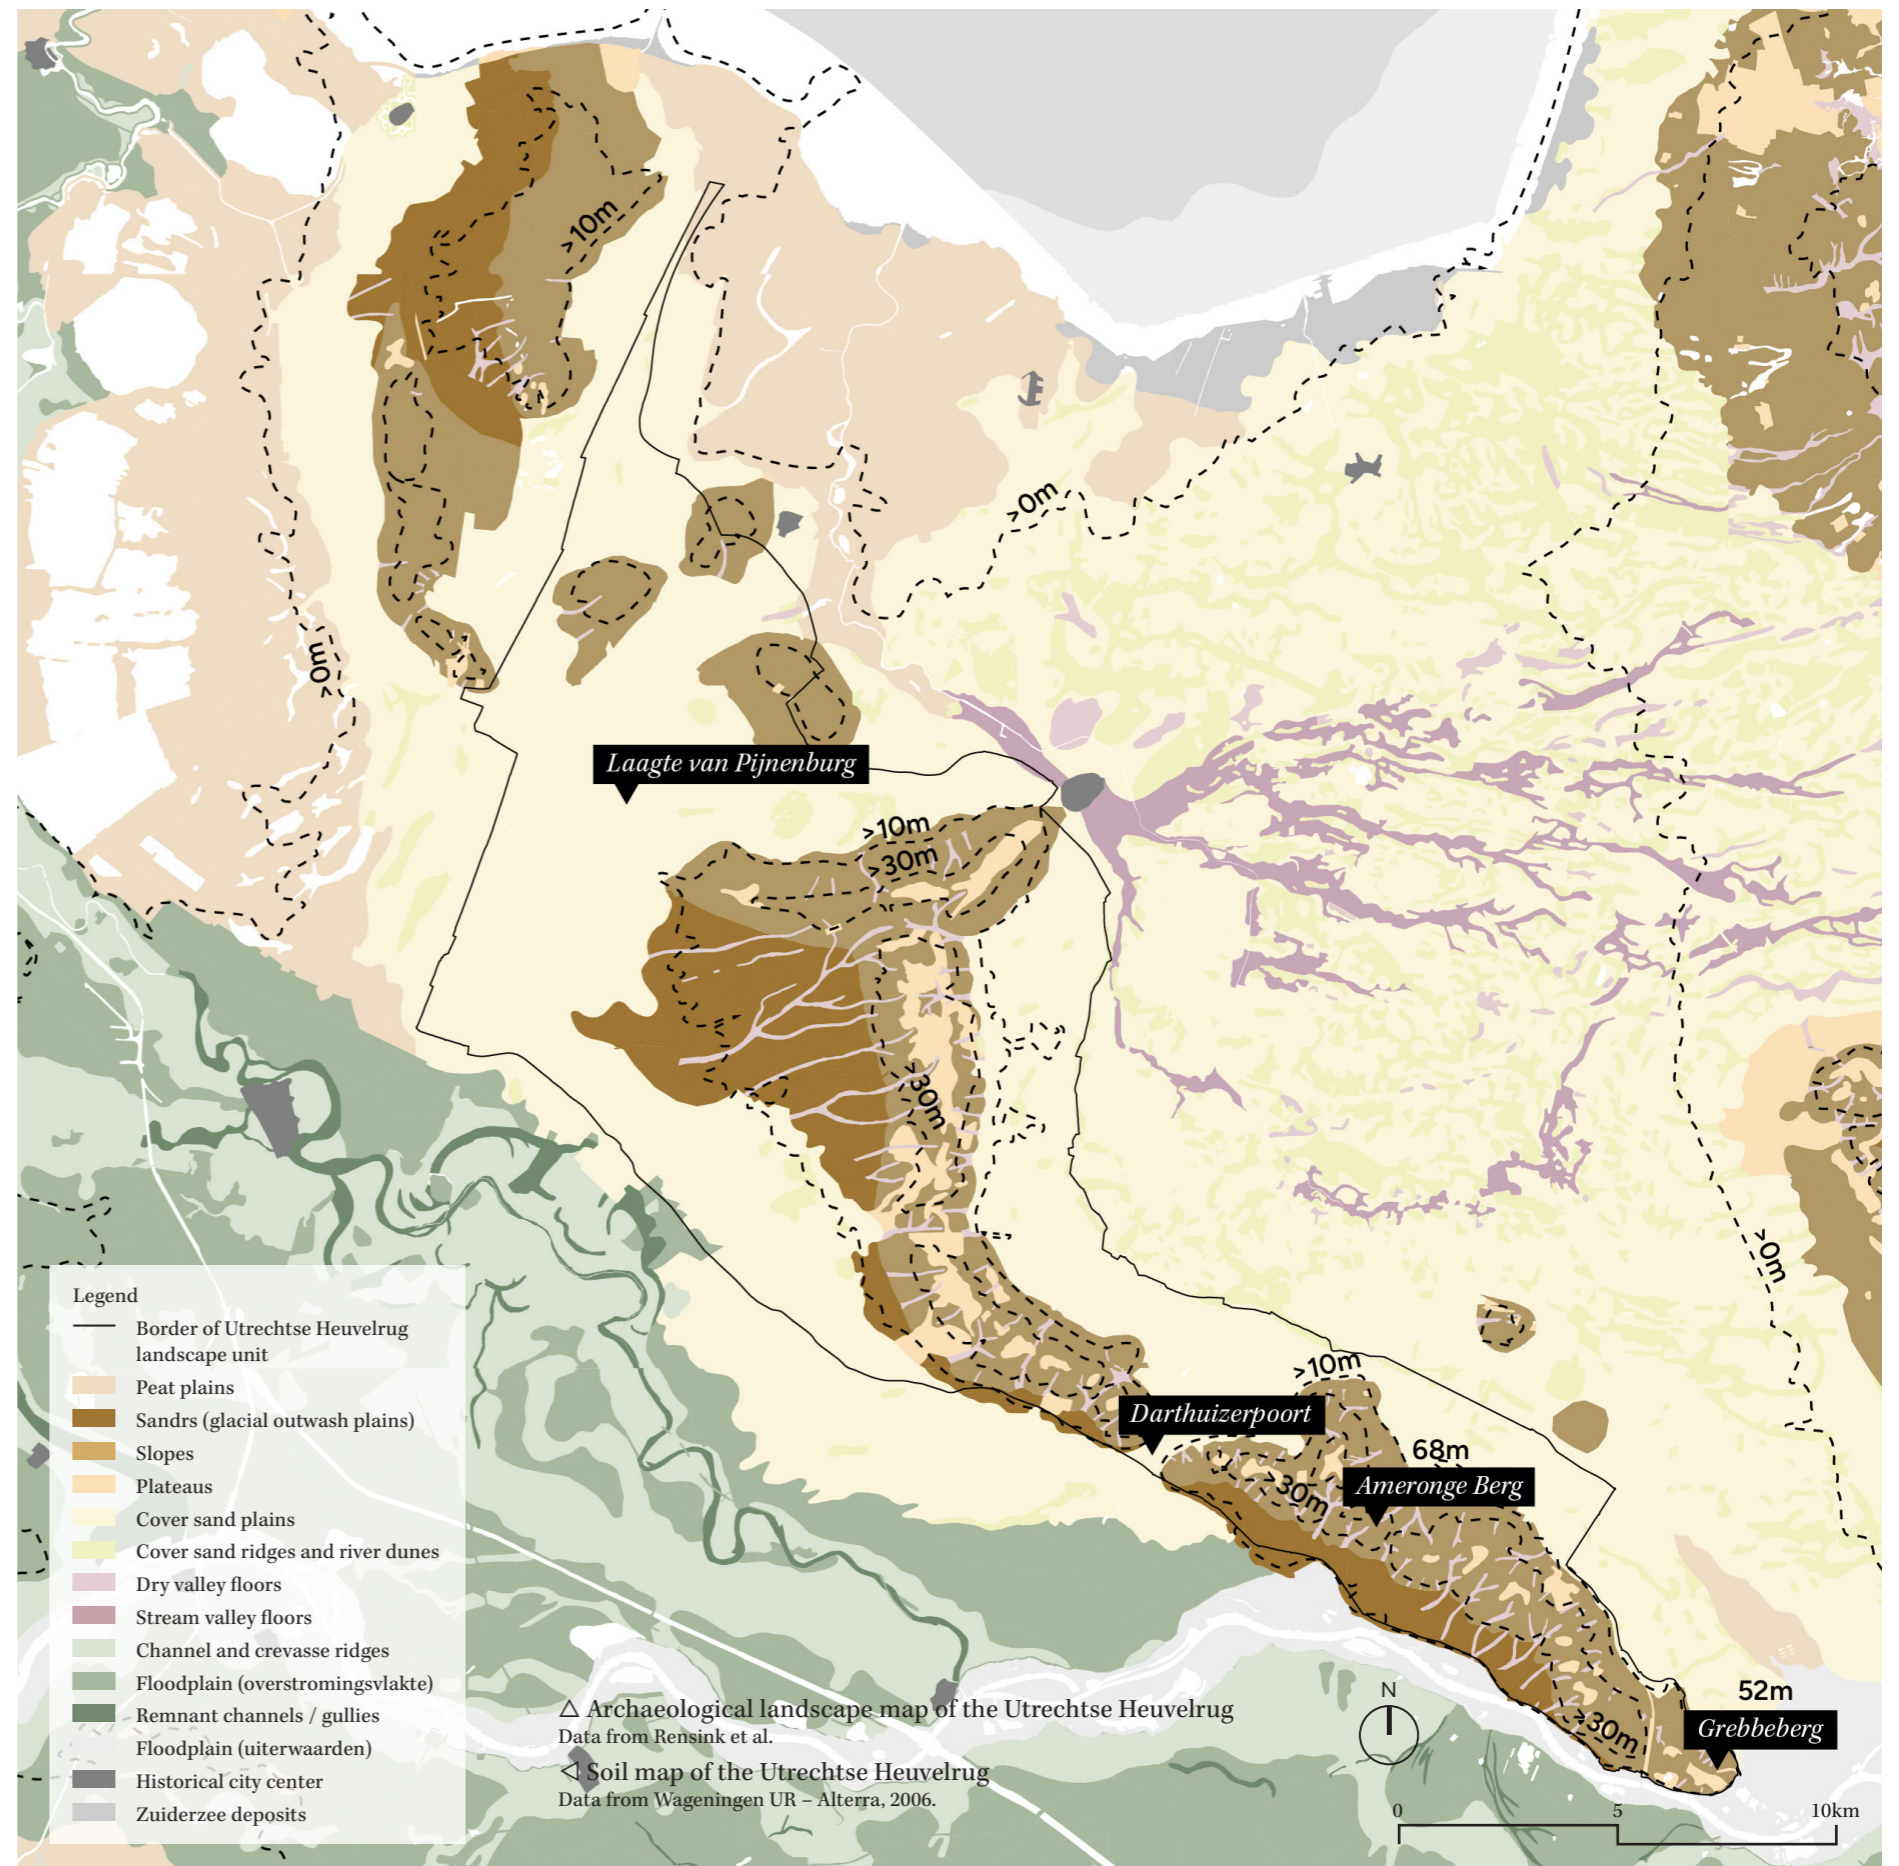 >10m
>0m
>0m
Laagte van Pijnenburg
>10m
>30m
>30m
>0m
>10m
Darthuizerpoort
68m
Ameronge Berg
>30m
52m
Grebbeberg
>30m
Legend
Border of Utrechtse Heuvelrug
landscape unit
Peat plains
Sandrs (glacial outwash plains)
Slopes
Plateaus
Cover sand plains
Cover sand ridges and river dunes
Dry valley floors
Stream valley floors
Channel and crevasse ridges
Floodplain (overstromingsvlakte)
Remnant channels / gullies
Floodplain (uiterwaarden)
Historical city center
Zuiderzee deposits
△ Archaeological landscape map of the Utrechtse Heuvelrug
Data from Rensink et al.
◁ Soil map of the Utrechtse Heuvelrug
Data from Wageningen UR – Alterra, 2006.
N
0 5 10km